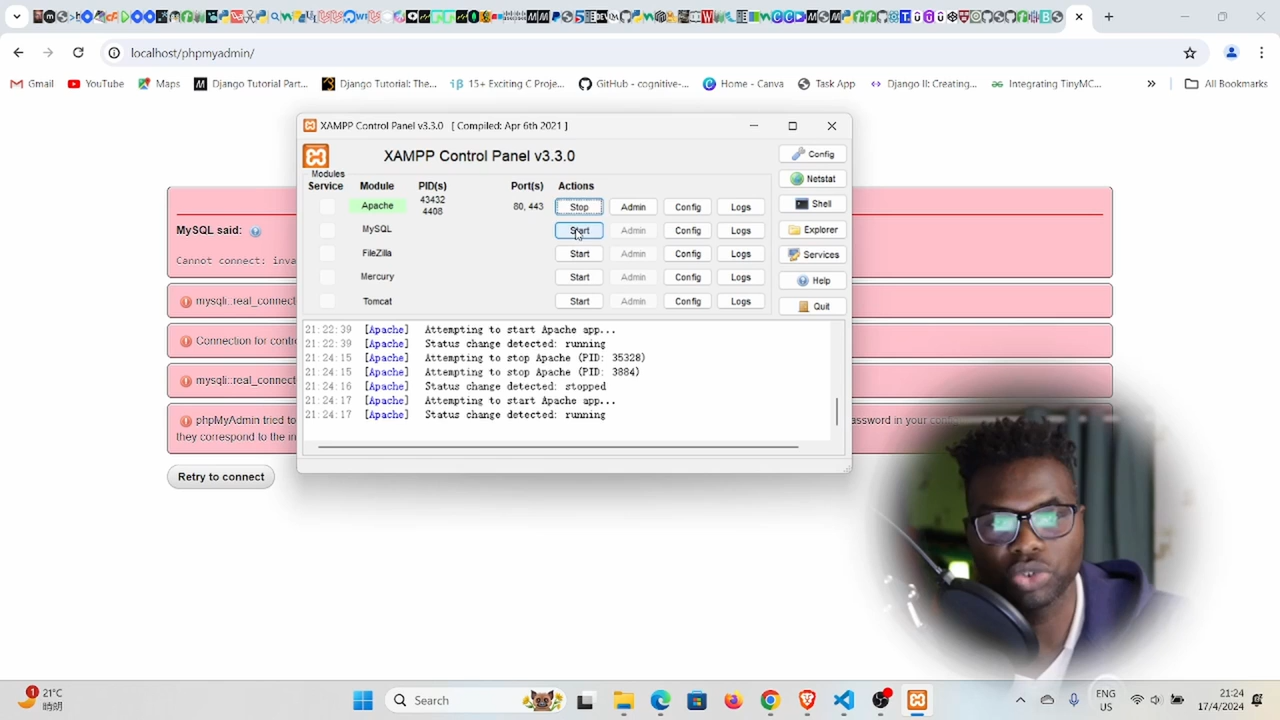 localhost/phpmyadmin/
Gmail
YouTube
Maps
Django Tutorial Part...
Django Tutorial: The...
15+ Exciting C Proje...
GitHub - cognitive-...
Home - Canva
Task App
Django II: Creating...
Integrating TinyMC...
»
All Bookmarks
XAMPP Control Panel v3.3.0 [ Compiled: Apr 6th 2021 ]
XAMPP Control Panel v3.3.0
Config
Modules
Service Module PID(s) Port(s) Actions
Netstat
Apache 43432 4408 80, 443 Stop Admin Config Logs
Shell
MySQL Start Admin Config Logs
Explorer
FileZilla Start Admin Config Logs
Services
Mercury Start Admin Config Logs
Help
Tomcat Start Admin Config Logs
Quit
21:22:39 [Apache] Attempting to start Apache app...
21:22:39 [Apache] Status change detected: running
21:24:15 [Apache] Attempting to stop Apache (PID: 35328)
21:24:15 [Apache] Attempting to stop Apache (PID: 3884)
21:24:16 [Apache] Status change detected: stopped
21:24:17 [Apache] Attempting to start Apache app...
21:24:17 [Apache] Status change detected: running
MySQL said:
Cannot connect: inva
mysqli::real_connect
Connection for contr
mysqli::real_connect
phpMyAdmin tried to
assword in your con
they correspond to the in
Retry to connect
1
21°C
晴朗
Search
ENG
US
21:24
17/4/2024